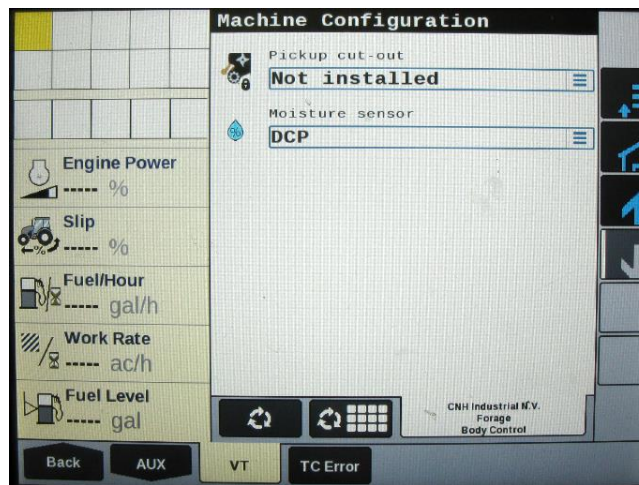 Machine Configuration
Pickup cut-out
Not installed
Moisture sensor
%
DCP
Engine Power
----- %
Slip
%
----- %
Fuel/Hour
----- gal/h
Work Rate
----- ac/h
Fuel Level
----- gal
CNH Industrial N.V.
Forage
Body Control
Back
AUX
VT
TC Error